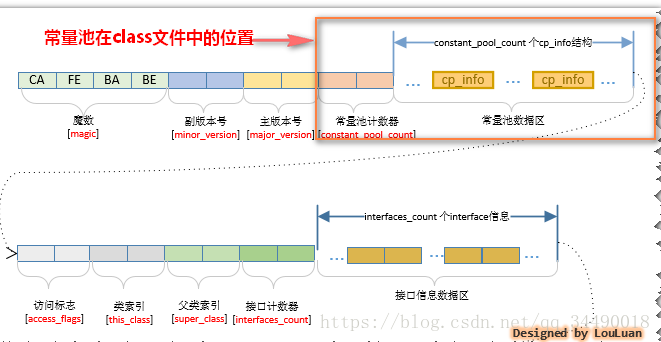 常量池在class文件中的位置
constant_pool_count 个cp_info结构
CA FE BA BE ... cp_info ... cp_info ...
魔数 副版本号 主版本号 常量池计数器 常量池数据区
[magic] [minor_version] [major_version] [constant_pool_count]
interfaces_count 个interface信息
... ... ...
访问标志 类索引 父类索引 接口计数器 接口信息数据区
[access_flags] [this_class] [super_class] [interfaces_count]
https://blog.csdn.net/qq_34490018
Designed by LouLuan